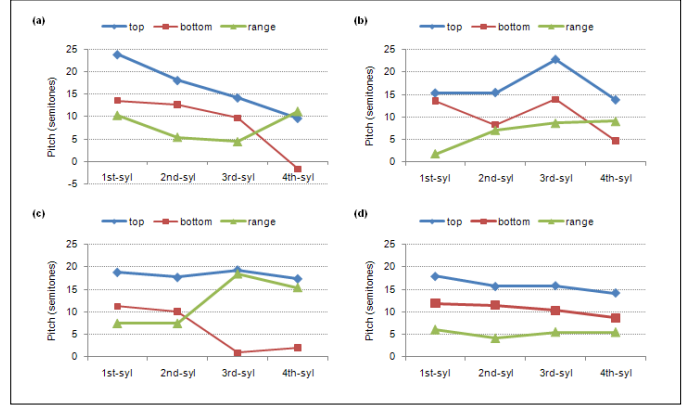 (a)
top bottom range
25
20
15
10
5
0
-5
Pitch (semitones)
1st-syl 2nd-syl 3rd-syl 4th-syl
(b)
top bottom range
25
20
15
10
5
0
Pitch (semitones)
1st-syl 2nd-syl 3rd-syl 4th-syl
(c)
top bottom range
25
20
15
10
5
0
Pitch (semitones)
1st-syl 2nd-syl 3rd-syl 4th-syl
(d)
top bottom range
25
20
15
10
5
0
Pitch (semitones)
1st-syl 2nd-syl 3rd-syl 4th-syl